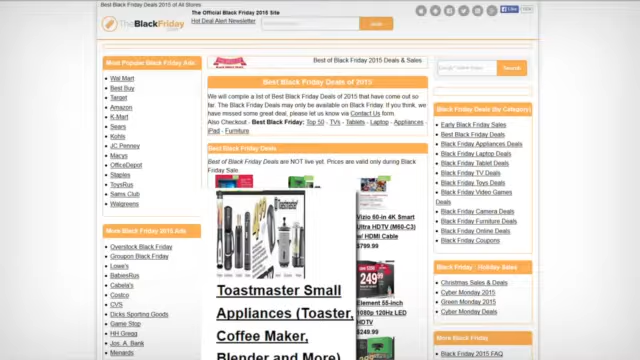 Best Black Friday Deals 2015 of All Stores
The Official Black Friday 2015 Site
Hot Deal Alert Newsletter
TheBlackFriday
Like
Most Popular Black Friday Ads
Wal Mart
Best Buy
Target
Amazon
K.Mart
Sears
Kohls
JC Penney
Macys
OfficeDepot
Staples
ToysRus
Sams Club
Walgreens
More Black Friday 2015 Ads
Overstock Black Friday
Groupon Black Friday
Lowe's
BabiesRus
Cabela's
Costco
CVS
Dicks Sporting Goods
Game Stop
HH Gregg
Jos. A. Bank
Menards
Best of Black Friday 2015 Deals & Sales
Best Black Friday Deals of 2015
We will compile a list of Best Black Friday Deals of 2015 that have come out so
far. The Black Friday Deals may only be available on Black Friday. If you think, we
have missed some great deal, please let us know via Contact Us form.
Also Checkout - Best Black Friday: Top 50 - TVs - Tablets - Laptop - Appliances -
iPad - Furniture
Best Black Friday Deals
Best of Black Friday Deals are NOT live yet. Prices are valid only during Black
Friday Sale.
Toastmaster
Toastmaster Small
Appliances (Toaster,
Coffee Maker,
Blender and More)
Vizio 60-in 4K Smart
Ultra HDTV (M60-C3)
w/ HDMI Cable
$799.99
249.99
Element 55-inch
1080p 120Hz LED
HDTV
$249.99
Search
Black Friday Deals (By Category)
Early Black Friday Sales
Best Black Friday Deals
Black Friday Appliances Deals
Black Friday Laptop Deals
Black Friday Tablet Deals
Black Friday TV Deals
Black Friday Toys Deals
Black Friday Video Games
Deals
Black Friday Camera Deals
Black Friday Furniture Deals
Black Friday Online Deals
Black Friday Coupons
Black Friday - Holiday Sales
Christmas Sales & Deals
Cyber Monday 2015
Green Monday 2015
Cyber Monday Deals
More Black Friday
Black Friday 2015 FAQ